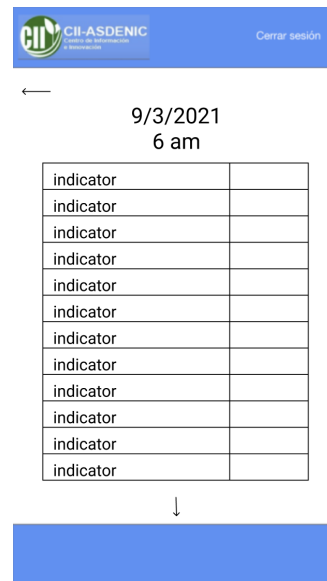 CII
CII-ASDENIC
Centro de Información
e Innovación
Cerrar sesión
9/3/2021
6 am
indicator
indicator
indicator
indicator
indicator
indicator
indicator
indicator
indicator
indicator
indicator
indicator